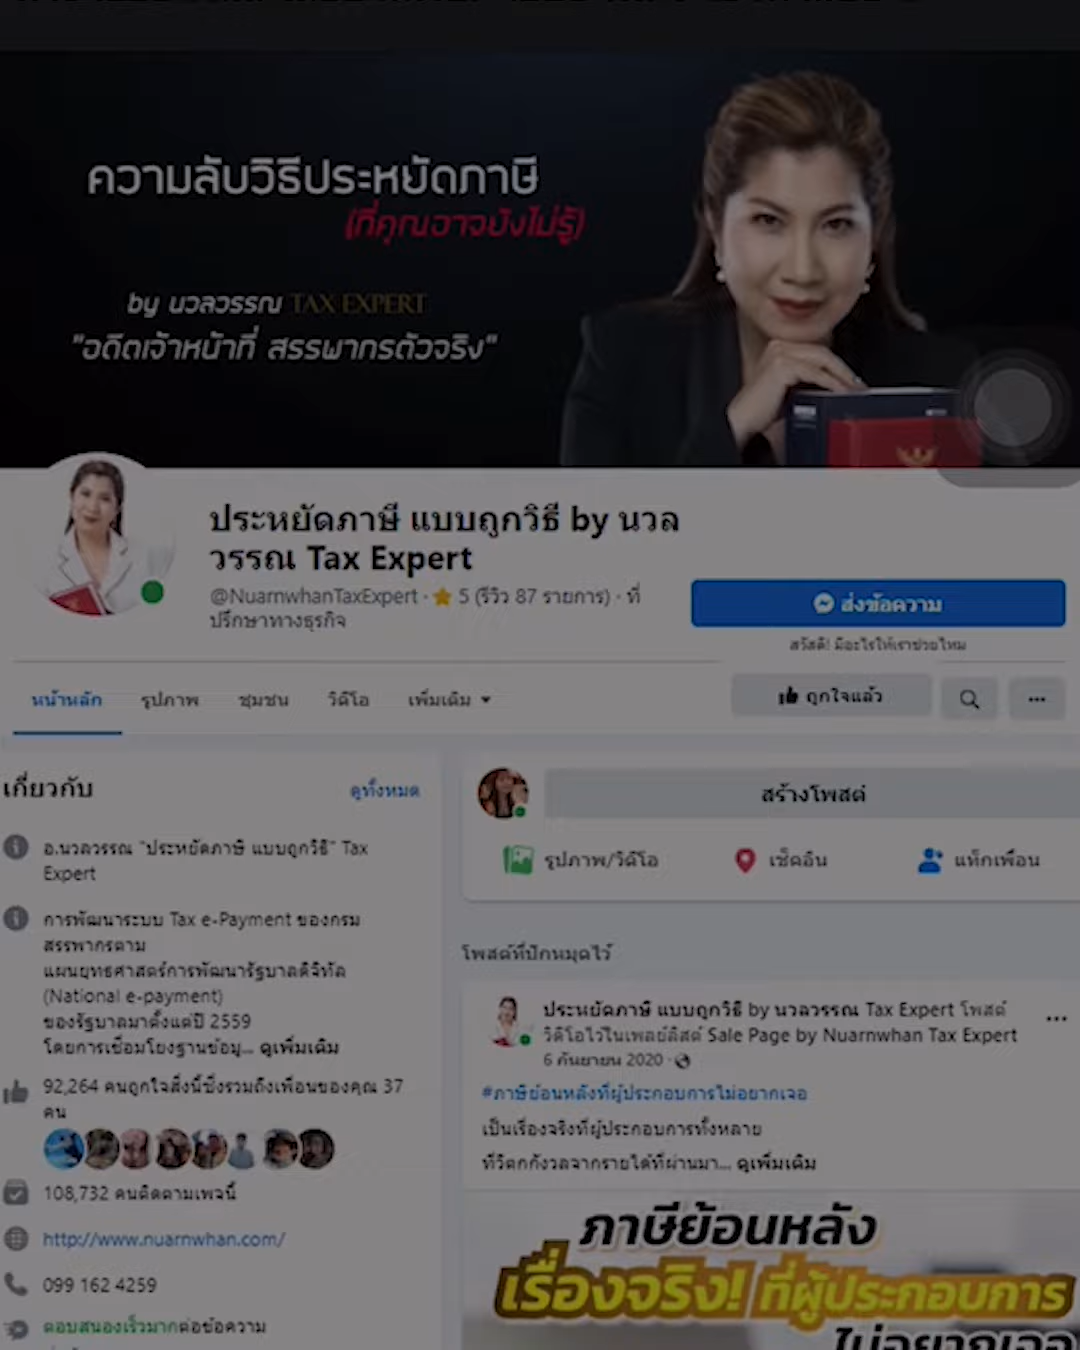 ความลับวิธีประหยัดภาษี
(ที่คุณอาจยังไม่รู้)
by นวลวรรณ TAX EXPERT
"อดีตเจ้าหน้าที่ สรรพากรตัวจริง"
ประหยัดภาษี แบบถูกวิธี by นวล
วรรณ Tax Expert
@NuarnwhanTaxExpert · 5 (รีวิว 87 รายการ) · ที่
ปรึกษาทางธุรกิจ
ส่งข้อความ
สวัสดี! มีอะไรให้เราช่วยไหม
หน้าหลัก รูปภาพ ชุมชน วิดีโอ เพิ่มเติม
ถูกใจแล้ว
เกี่ยวกับ ดูทั้งหมด
อ.นวลวรรณ "ประหยัดภาษี แบบถูกวิธี" Tax
Expert
การพัฒนาระบบ Tax e-Payment ของกรม
สรรพากรตาม
แผนยุทธศาสตร์การพัฒนารัฐบาลดิจิทัล
(National e-payment)
ของรัฐบาลมาตั้งแต่ปี 2559
โดยการเชื่อมโยงฐานข้อมู... ดูเพิ่มเติม
92,264 คนถูกใจสิ่งนี้ซึ่งรวมถึงเพื่อนของคุณ 37
คน
108,732 คนติดตามเพจนี้
http://www.nuarnwhan.com/
099 162 4259
ตอบสนองเร็วมากต่อข้อความ
สร้างโพสต์
รูปภาพ/วิดีโอ เช็คอิน แท็กเพื่อน
โพสต์ที่ปักหมุดไว้
ประหยัดภาษี แบบถูกวิธี by นวลวรรณ Tax Expert โพสต์
วิดีโอไว้ในเพลย์ลิสต์ Sale Page by Nuarnwhan Tax Expert
6 กันยายน 2020
#ภาษีย้อนหลังที่ผู้ประกอบการไม่อยากเจอ
เป็นเรื่องจริงที่ผู้ประกอบการทั้งหลาย
ที่วิตกกังวลจากรายได้ที่ผ่านมา... ดูเพิ่มเติม
ภาษีย้อนหลัง
เรื่องจริง! ที่ผู้ประกอบการ
ไม่อยากเจอ